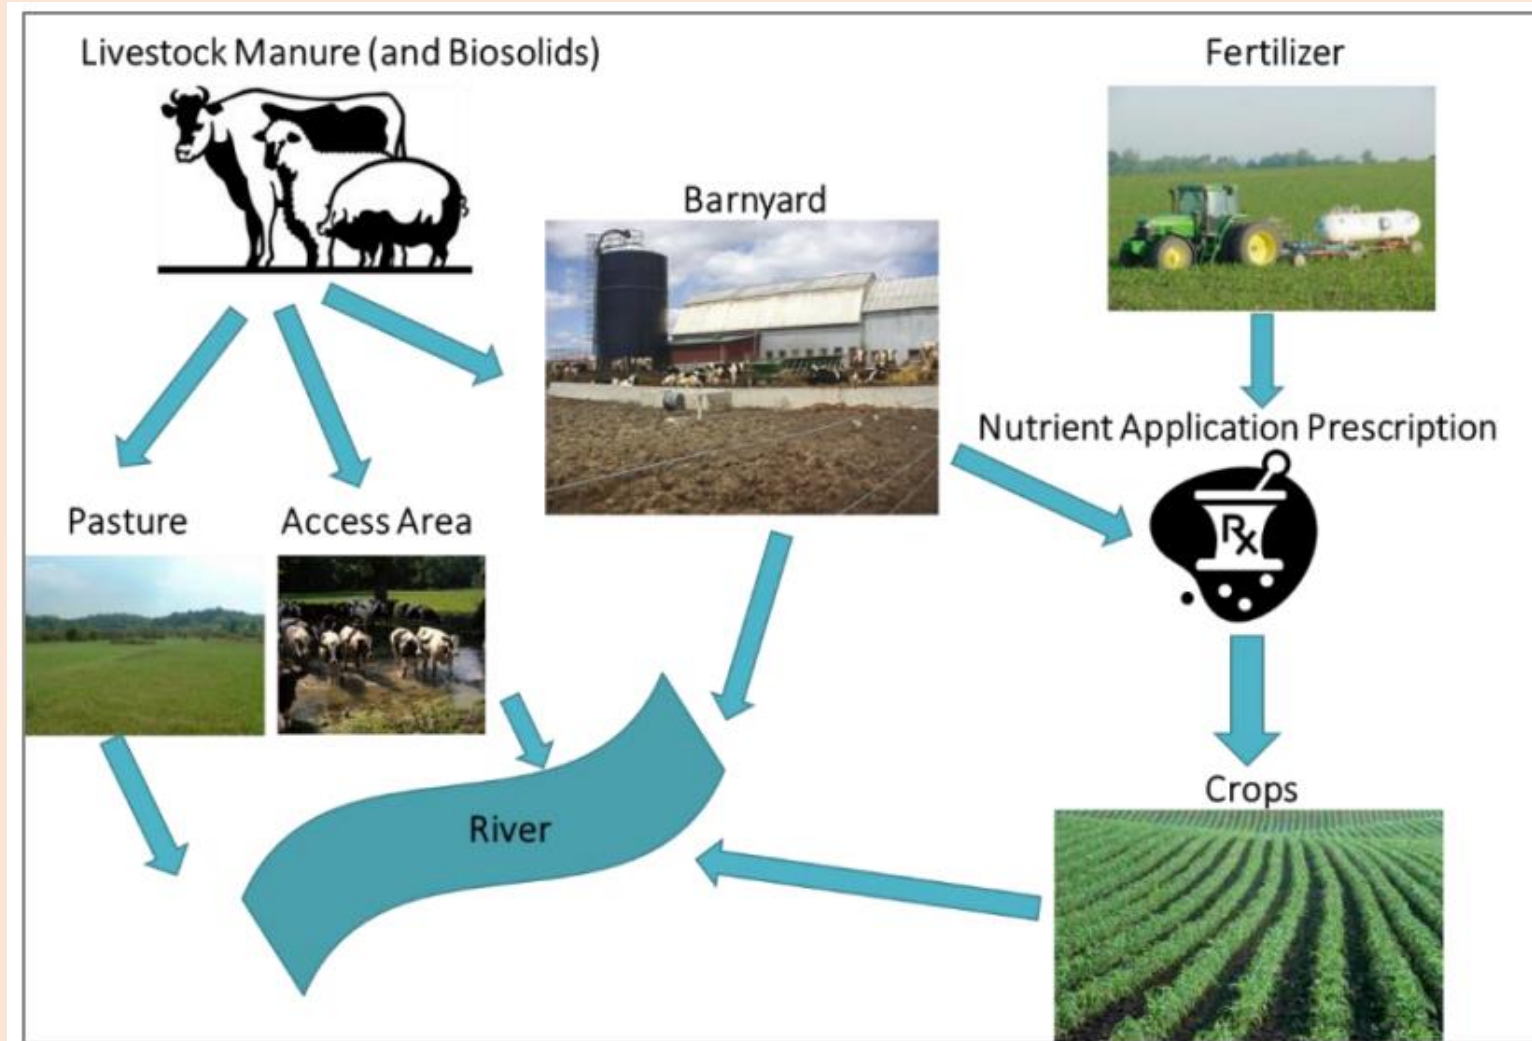 Livestock Manure (and Biosolids)
Fertilizer
Barnyard
Nutrient Application Prescription
Rx
Pasture
Access Area
River
Crops